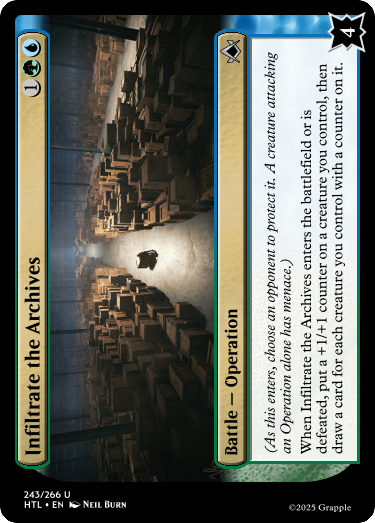 Infiltrate the Archives
1
Battle — Operation
(As this enters, choose an opponent to protect it. A creature attacking
an Operation alone has menace.)
When Infiltrate the Archives enters the battlefield or is
defeated, put a +1/+1 counter on a creature you control, then
draw a card for each creature you control with a counter on it.
4
243/266 U
HTL • EN Neil Burn
©2025 Grapple